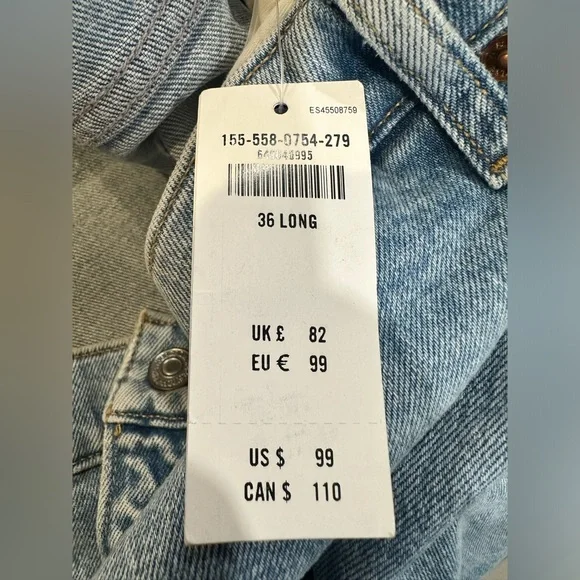 ES45508759
155-558-0754-279
36 LONG
UK £ 82
EU € 99
US $ 99
CAN $ 110